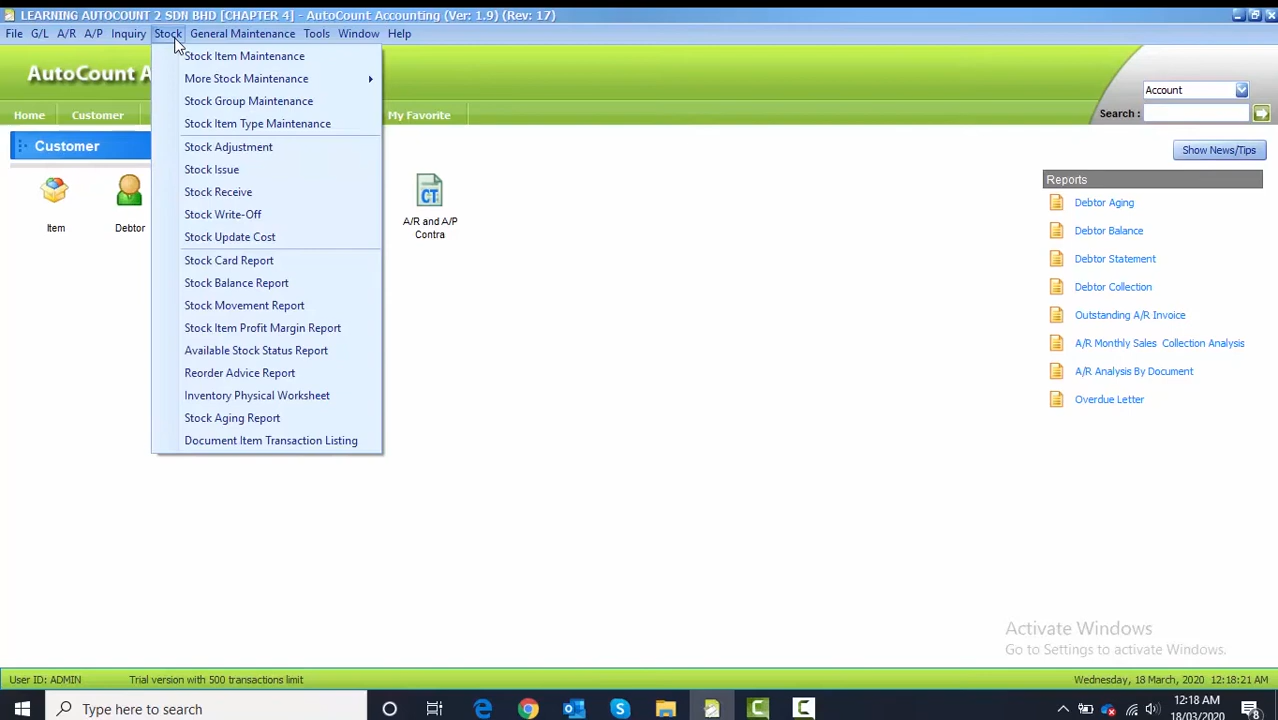 LEARNING AUTOCOUNT 2 SDN BHD [CHAPTER 4] - AutoCount Accounting (Ver: 1.9) (Rev: 17)
File G/L A/R A/P Inquiry Stock General Maintenance Tools Window Help
Stock Item Maintenance
More Stock Maintenance
Stock Group Maintenance
Stock Item Type Maintenance
Stock Adjustment
Stock Issue
Stock Receive
Stock Write-Off
Stock Update Cost
Stock Card Report
Stock Balance Report
Stock Movement Report
Stock Item Profit Margin Report
Available Stock Status Report
Reorder Advice Report
Inventory Physical Worksheet
Stock Aging Report
Document Item Transaction Listing
AutoCount A
Account
Search :
Home Customer My Favorite
Customer
Show News/Tips
Item
Debtor
CT
A/R and A/P
Contra
Reports
Debtor Aging
Debtor Balance
Debtor Statement
Debtor Collection
Outstanding A/R Invoice
A/R Monthly Sales Collection Analysis
A/R Analysis By Document
Overdue Letter
Activate Windows
Go to Settings to activate Windows.
User ID: ADMIN Trial version with 500 transactions limit Wednesday, 18 March, 2020 12:18:21 AM
Type here to search
12:18 AM
18/03/2020
8